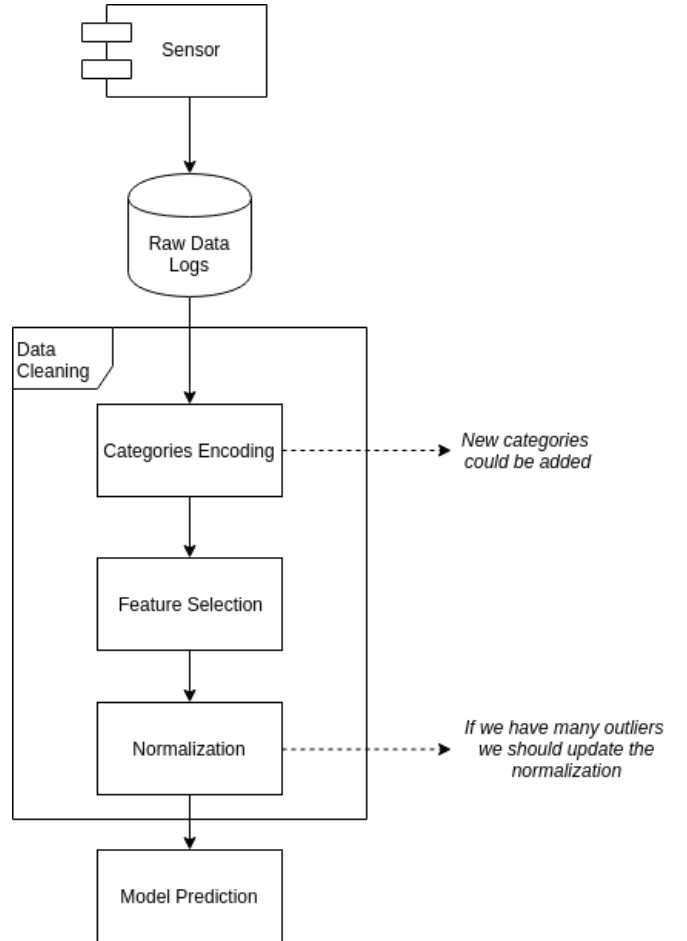 Sensor
Raw Data
Logs
Data
Cleaning
Categories Encoding
New categories
could be added
Feature Selection
Normalization
If we have many outliers
we should update the
normalization
Model Prediction